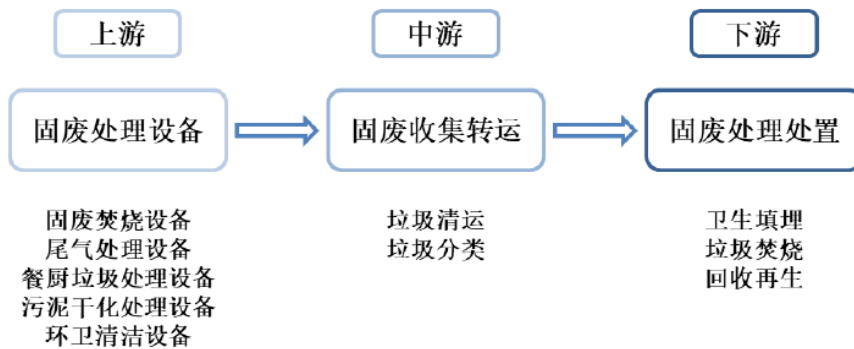 上游
中游
下游
固废处理设备
固废收集转运
固废处理处置
固废焚烧设备
尾气处理设备
餐厨垃圾处理设备
污泥干化处理设备
环卫清洁设备
垃圾清运
垃圾分类
卫生填埋
垃圾焚烧
回收再生